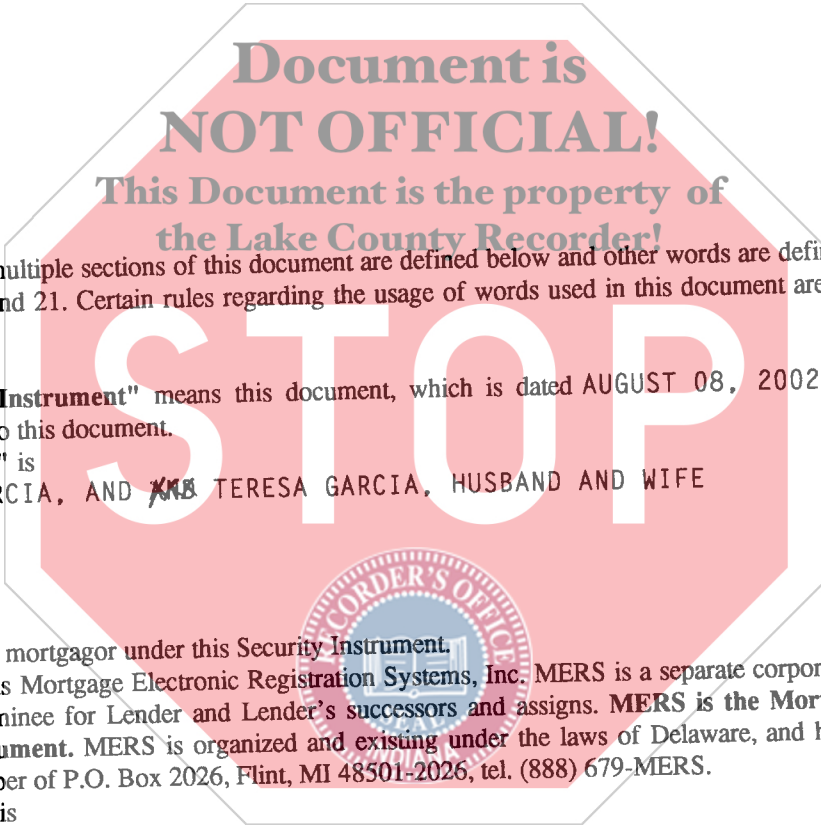 Document is
NOT OFFICIAL!
This Document is the property of
the Lake County Recorder!
ultiple sections of this document are defined below and other words are defi
nd 21. Certain rules regarding the usage of words used in this document are
STOP
Instrument" means this document, which is dated AUGUST 08, 2002
o this document.
" is
RCIA, AND TERESA GARCIA, HUSBAND AND WIFE
RECORDER'S OFFICE
mortgagor under this Security Instrument.
s Mortgage Electronic Registration Systems, Inc. MERS is a separate corpor
ninee for Lender and Lender's successors and assigns. MERS is the Mor
SEAL
ument. MERS is organized and existing under the laws of Delaware, and h
INDIANA
ber of P.O. Box 2026, Flint, MI 48501-2026, tel. (888) 679-MERS.
is